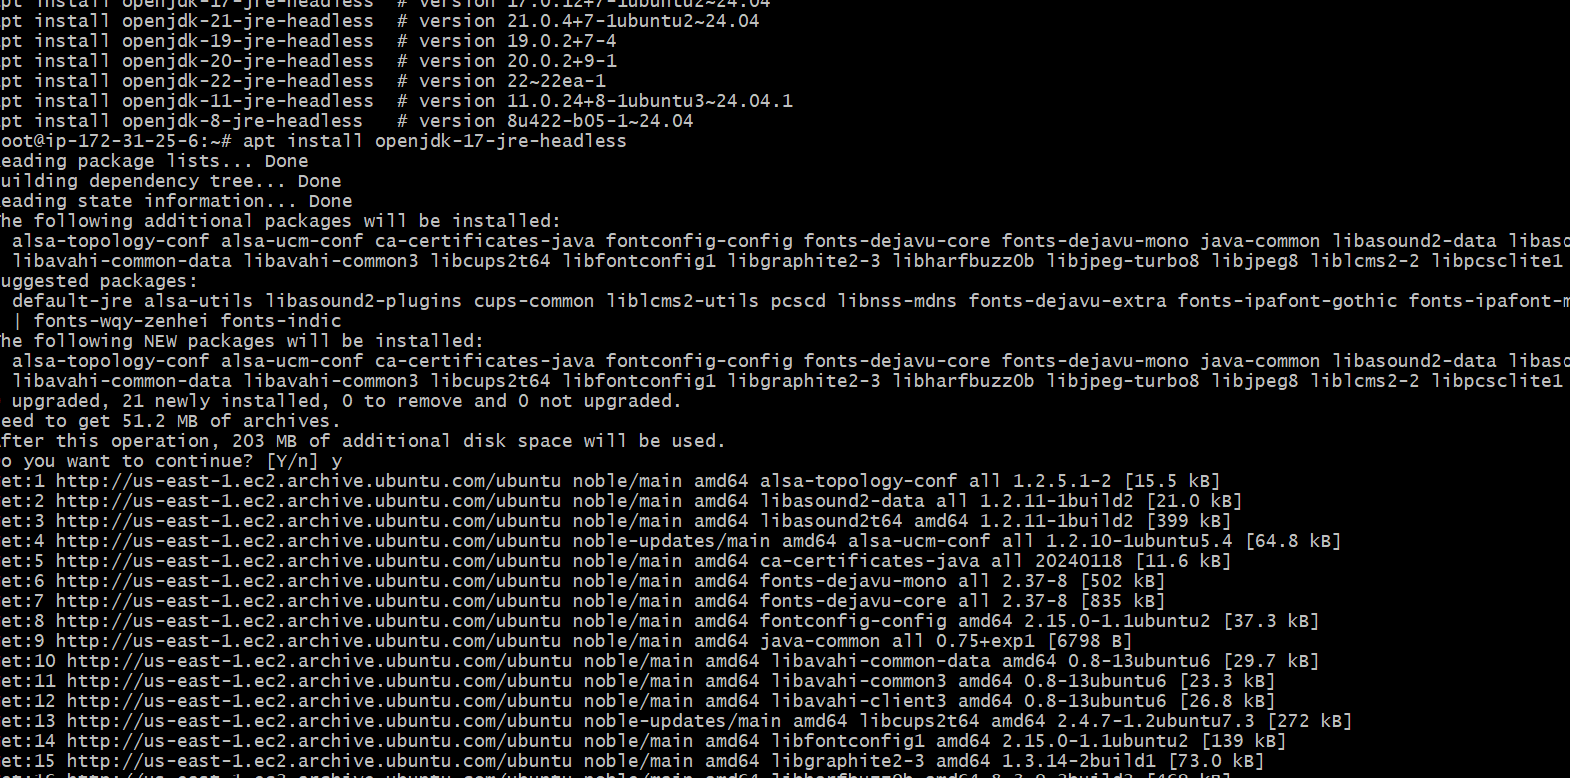 pt install openjdk-17-jre-headless  # version 17.0.12+7-1ubuntu2~24.04
pt install openjdk-21-jre-headless  # version 21.0.4+7-1ubuntu2~24.04
pt install openjdk-19-jre-headless  # version 19.0.2+7-4
pt install openjdk-20-jre-headless  # version 20.0.2+9-1
pt install openjdk-22-jre-headless  # version 22~22ea-1
pt install openjdk-11-jre-headless  # version 11.0.24+8-1ubuntu3~24.04.1
pt install openjdk-8-jre-headless   # version 8u422-b05-1~24.04
oot@ip-172-31-25-6:~# apt install openjdk-17-jre-headless
eading package lists... Done
uilding dependency tree... Done
eading state information... Done
he following additional packages will be installed:
  alsa-topology-conf alsa-ucm-conf ca-certificates-java fontconfig-config fonts-dejavu-core fonts-dejavu-mono java-common libasound2-data libaso
  libavahi-common-data libavahi-common3 libcups2t64 libfontconfig1 libgraphite2-3 libharfbuzz0b libjpeg-turbo8 libjpeg8 liblcms2-2 libpcsclite1
uggested packages:
  default-jre alsa-utils libasound2-plugins cups-common liblcms2-utils pcscd libnss-mdns fonts-dejavu-extra fonts-ipafont-gothic fonts-ipafont-m
  | fonts-wqy-zenhei fonts-indic
he following NEW packages will be installed:
  alsa-topology-conf alsa-ucm-conf ca-certificates-java fontconfig-config fonts-dejavu-core fonts-dejavu-mono java-common libasound2-data libaso
  libavahi-common-data libavahi-common3 libcups2t64 libfontconfig1 libgraphite2-3 libharfbuzz0b libjpeg-turbo8 libjpeg8 liblcms2-2 libpcsclite1
 upgraded, 21 newly installed, 0 to remove and 0 not upgraded.
eed to get 51.2 MB of archives.
fter this operation, 203 MB of additional disk space will be used.
o you want to continue? [Y/n] y
et:1 http://us-east-1.ec2.archive.ubuntu.com/ubuntu noble/main amd64 alsa-topology-conf all 1.2.5.1-2 [15.5 kB]
et:2 http://us-east-1.ec2.archive.ubuntu.com/ubuntu noble/main amd64 libasound2-data all 1.2.11-1build2 [21.0 kB]
et:3 http://us-east-1.ec2.archive.ubuntu.com/ubuntu noble/main amd64 libasound2t64 amd64 1.2.11-1build2 [399 kB]
et:4 http://us-east-1.ec2.archive.ubuntu.com/ubuntu noble-updates/main amd64 alsa-ucm-conf all 1.2.10-1ubuntu5.4 [64.8 kB]
et:5 http://us-east-1.ec2.archive.ubuntu.com/ubuntu noble/main amd64 ca-certificates-java all 20240118 [11.6 kB]
et:6 http://us-east-1.ec2.archive.ubuntu.com/ubuntu noble/main amd64 fonts-dejavu-mono all 2.37-8 [502 kB]
et:7 http://us-east-1.ec2.archive.ubuntu.com/ubuntu noble/main amd64 fonts-dejavu-core all 2.37-8 [835 kB]
et:8 http://us-east-1.ec2.archive.ubuntu.com/ubuntu noble/main amd64 fontconfig-config amd64 2.15.0-1.1ubuntu2 [37.3 kB]
et:9 http://us-east-1.ec2.archive.ubuntu.com/ubuntu noble/main amd64 java-common all 0.75+exp1 [6798 B]
et:10 http://us-east-1.ec2.archive.ubuntu.com/ubuntu noble/main amd64 libavahi-common-data amd64 0.8-13ubuntu6 [29.7 kB]
et:11 http://us-east-1.ec2.archive.ubuntu.com/ubuntu noble/main amd64 libavahi-common3 amd64 0.8-13ubuntu6 [23.3 kB]
et:12 http://us-east-1.ec2.archive.ubuntu.com/ubuntu noble/main amd64 libavahi-client3 amd64 0.8-13ubuntu6 [26.8 kB]
et:13 http://us-east-1.ec2.archive.ubuntu.com/ubuntu noble-updates/main amd64 libcups2t64 amd64 2.4.7-1.2ubuntu7.3 [272 kB]
et:14 http://us-east-1.ec2.archive.ubuntu.com/ubuntu noble/main amd64 libfontconfig1 amd64 2.15.0-1.1ubuntu2 [139 kB]
et:15 http://us-east-1.ec2.archive.ubuntu.com/ubuntu noble/main amd64 libgraphite2-3 amd64 1.3.14-2build1 [73.0 kB]